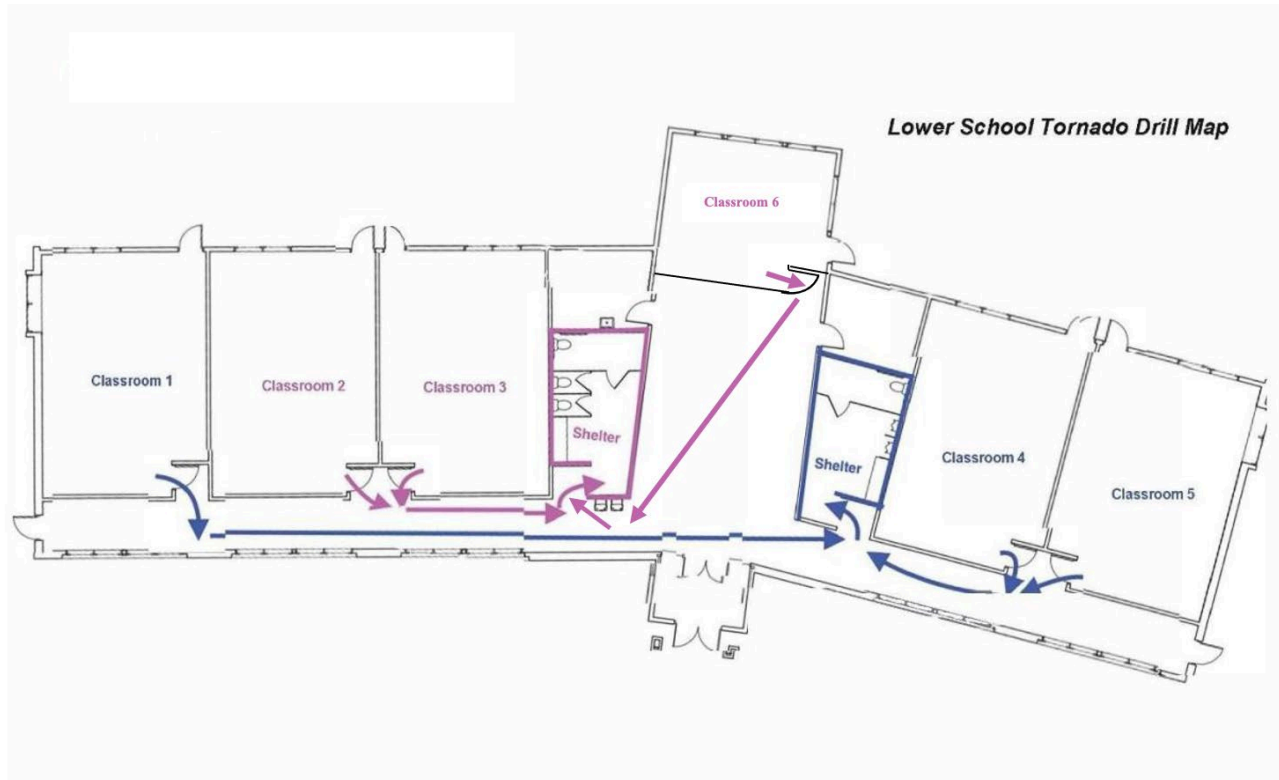 Lower School Tornado Drill Map
Classroom 6
Classroom 1
Classroom 2
Classroom 3
Shelter
Shelter
Classroom 4
Classroom 5